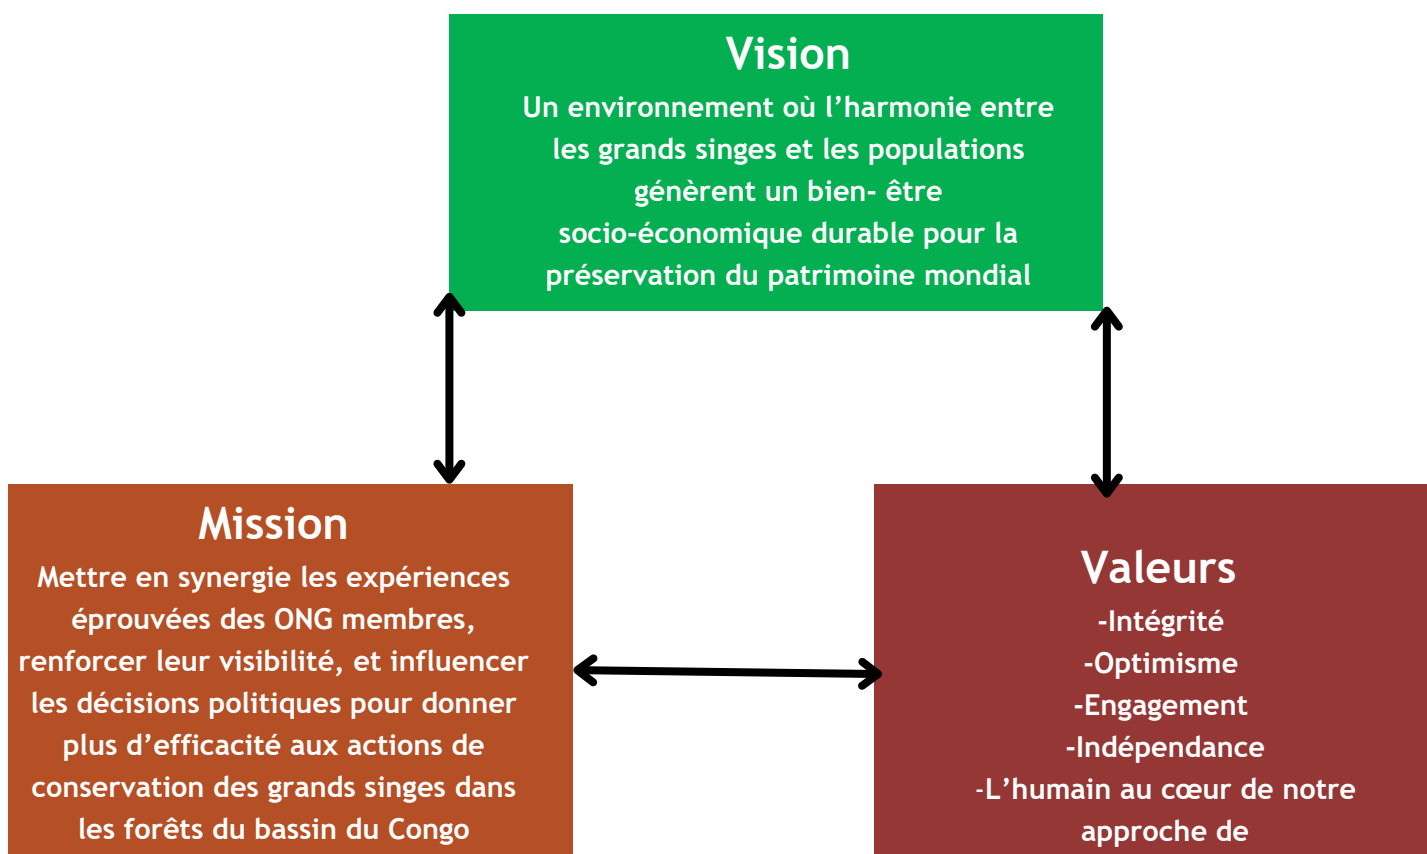 Vision
Un environnement où l’harmonie entre
les grands singes et les populations
génèrent un bien- être
socio-économique durable pour la
préservation du patrimoine mondial
Mission
Mettre en synergie les expériences
éprouvées des ONG membres,
renforcer leur visibilité, et influencer
les décisions politiques pour donner
plus d’efficacité aux actions de
conservation des grands singes dans
les forêts du bassin du Congo
Valeurs
-Intégrité
-Optimisme
-Engagement
-Indépendance
-L’humain au cœur de notre
approche de